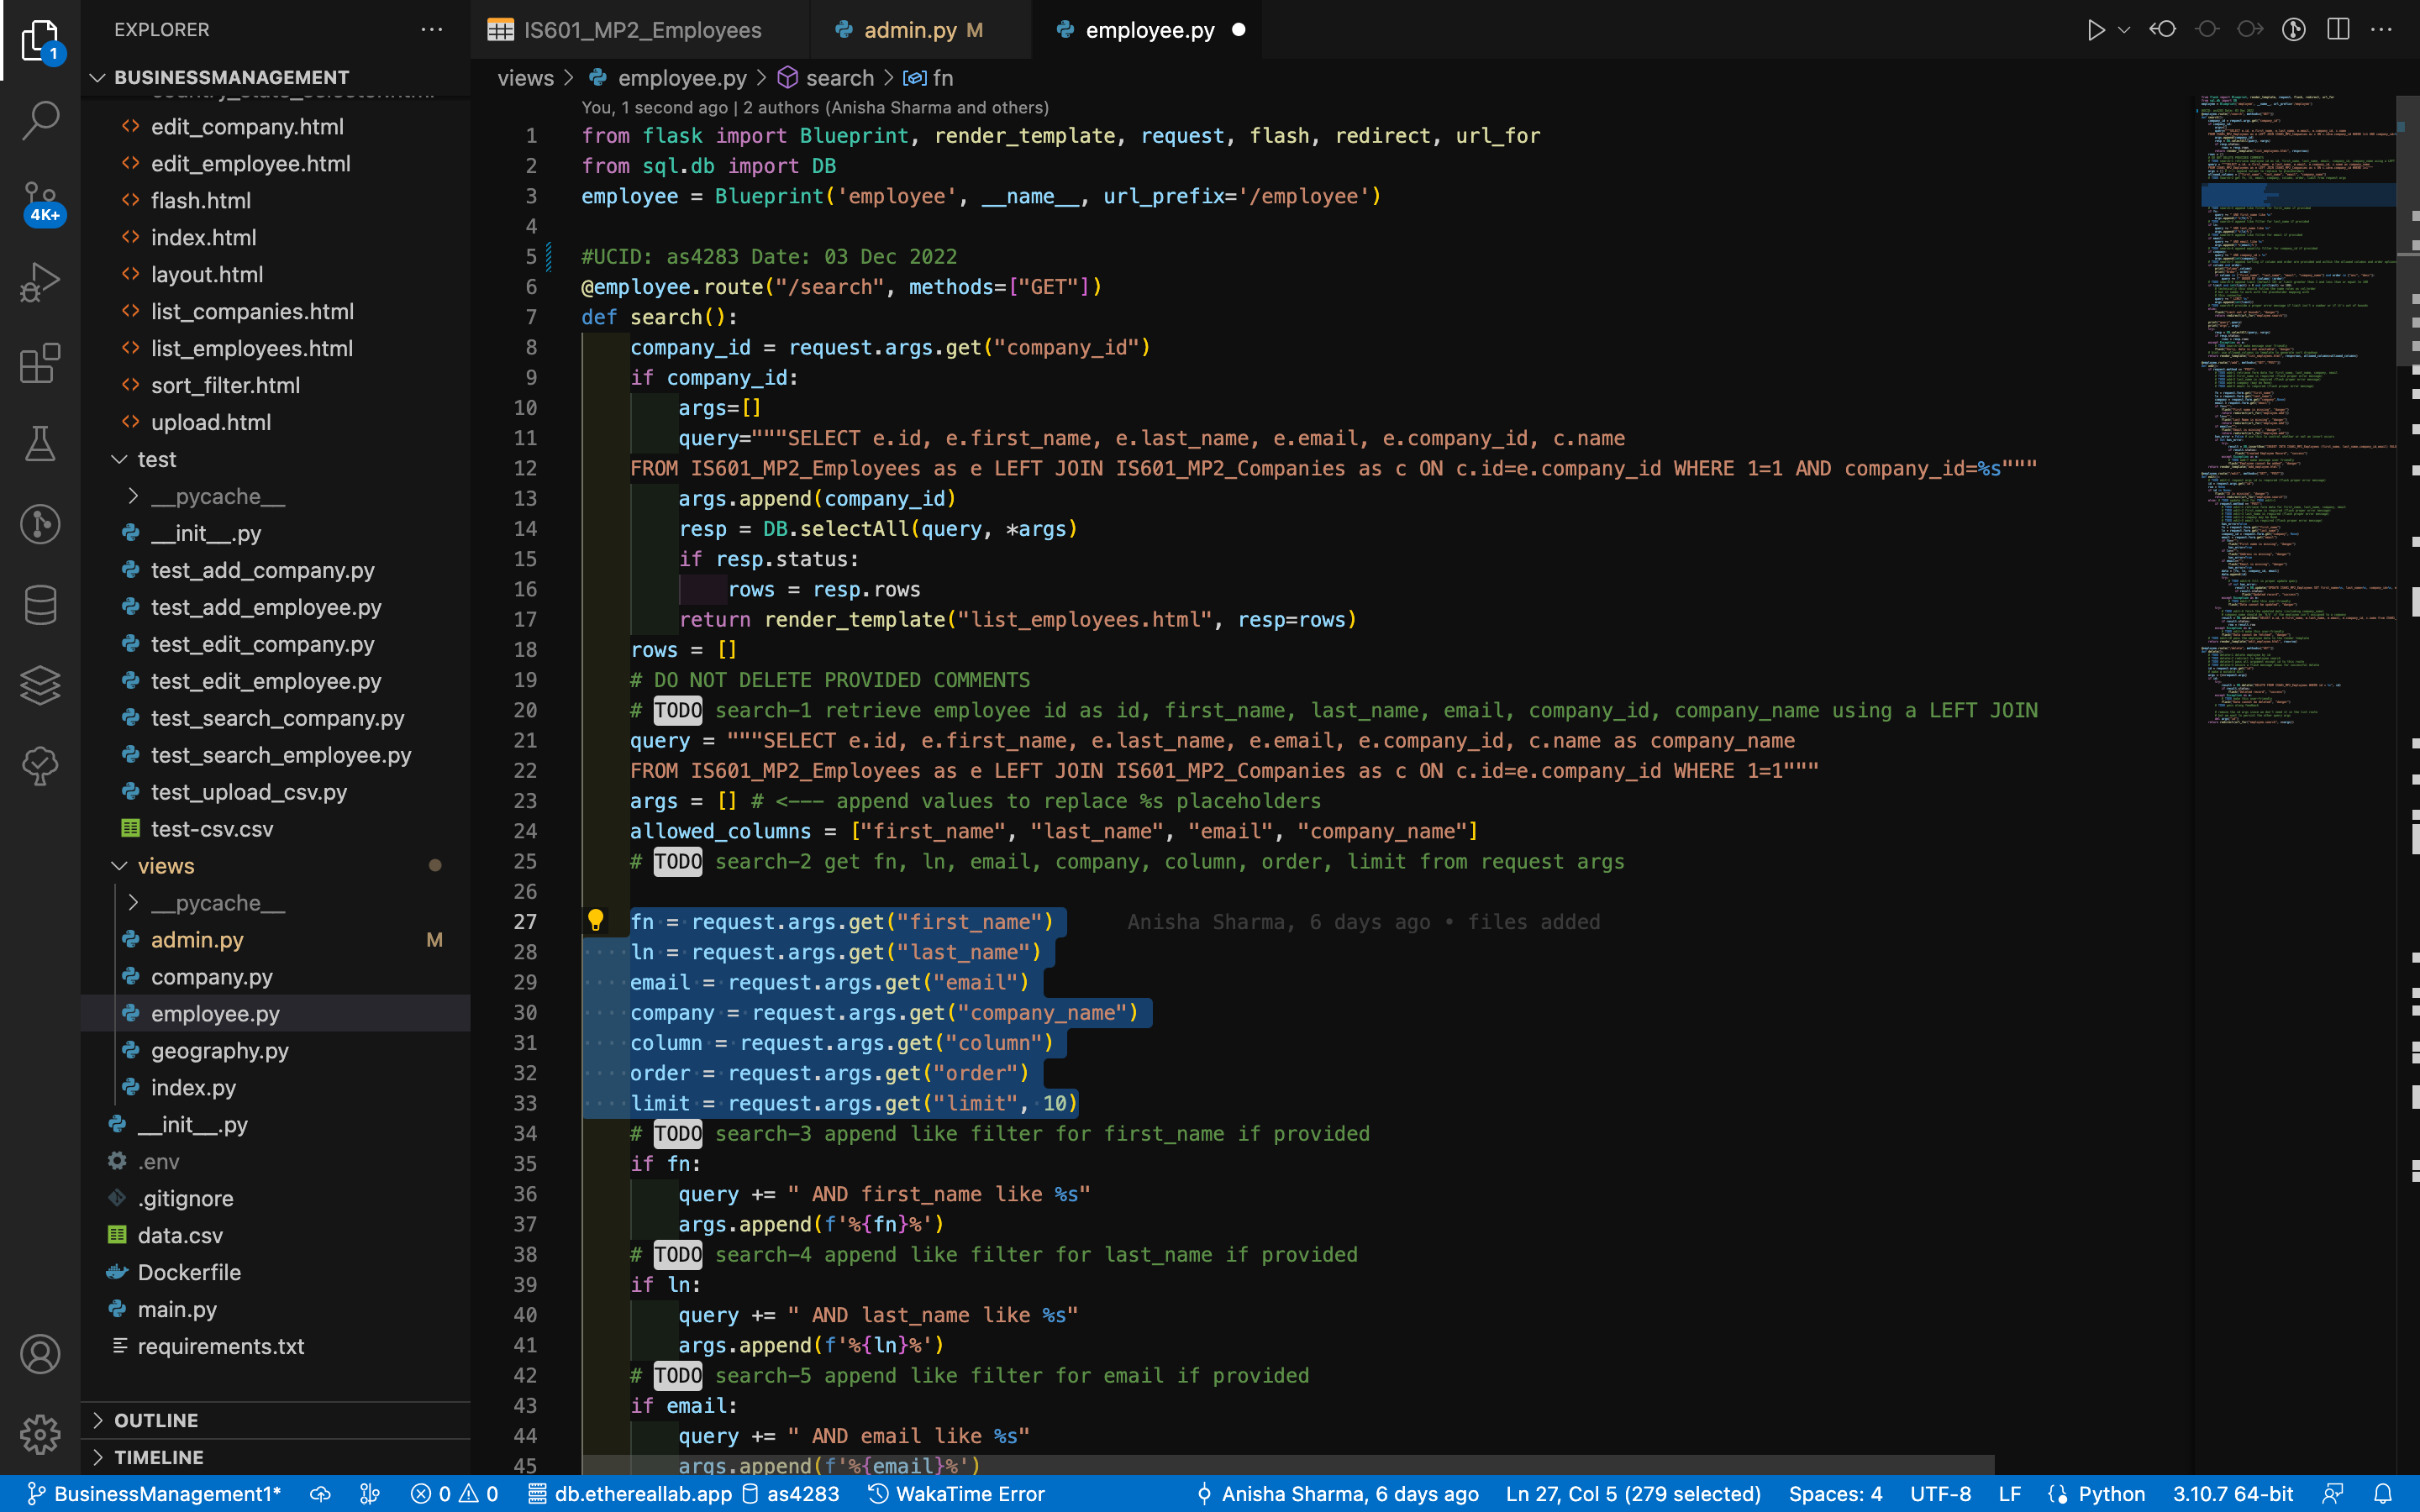 EXPLORER
BUSINESSMANAGEMENT
edit_company.html
edit_employee.html
flash.html
index.html
layout.html
list_companies.html
list_employees.html
sort_filter.html
upload.html
test
__pycache__
__init__.py
test_add_company.py
test_add_employee.py
test_edit_company.py
test_edit_employee.py
test_search_company.py
test_search_employee.py
test_upload_csv.py
test-csv.csv
views
__pycache__
admin.py M
company.py
employee.py
geography.py
index.py
__init__.py
.env
.gitignore
data.csv
Dockerfile
main.py
requirements.txt
OUTLINE
TIMELINE
1
4K+
IS601_MP2_Employees admin.py M employee.py
views > employee.py > search > fn
You, 1 second ago | 2 authors (Anisha Sharma and others)
1 from flask import Blueprint, render_template, request, flash, redirect, url_for
2 from sql.db import DB
3 employee = Blueprint('employee', __name__, url_prefix='/employee')
4
5 #UCID: as4283 Date: 03 Dec 2022
6 @employee.route("/search", methods=["GET"])
7 def search():
8 company_id = request.args.get("company_id")
9 if company_id:
10 args=[]
11 query="""SELECT e.id, e.first_name, e.last_name, e.email, e.company_id, c.name
12 FROM IS601_MP2_Employees as e LEFT JOIN IS601_MP2_Companies as c ON c.id=e.company_id WHERE 1=1 AND company_id=%s"""
13 args.append(company_id)
14 resp = DB.selectAll(query, *args)
15 if resp.status:
16 rows = resp.rows
17 return render_template("list_employees.html", resp=rows)
18 rows = []
19 # DO NOT DELETE PROVIDED COMMENTS
20 # TODO search-1 retrieve employee id as id, first_name, last_name, email, company_id, company_name using a LEFT JOIN
21 query = """SELECT e.id, e.first_name, e.last_name, e.email, e.company_id, c.name as company_name
22 FROM IS601_MP2_Employees as e LEFT JOIN IS601_MP2_Companies as c ON c.id=e.company_id WHERE 1=1"""
23 args = [] # <--- append values to replace %s placeholders
24 allowed_columns = ["first_name", "last_name", "email", "company_name"]
25 # TODO search-2 get fn, ln, email, company, column, order, limit from request args
26
27 fn = request.args.get("first_name") Anisha Sharma, 6 days ago • files added
28 ln = request.args.get("last_name")
29 email = request.args.get("email")
30 company = request.args.get("company_name")
31 column = request.args.get("column")
32 order = request.args.get("order")
33 limit = request.args.get("limit", 10)
34 # TODO search-3 append like filter for first_name if provided
35 if fn:
36 query += " AND first_name like %s"
37 args.append(f'%{fn}%')
38 # TODO search-4 append like filter for last_name if provided
39 if ln:
40 query += " AND last_name like %s"
41 args.append(f'%{ln}%')
42 # TODO search-5 append like filter for email if provided
43 if email:
44 query += " AND email like %s"
45 args.append(f'%{email}%')
BusinessManagement1* 0 0 db.ethereallab.app as4283 WakaTime Error Anisha Sharma, 6 days ago Ln 27, Col 5 (279 selected) Spaces: 4 UTF-8 LF Python 3.10.7 64-bit